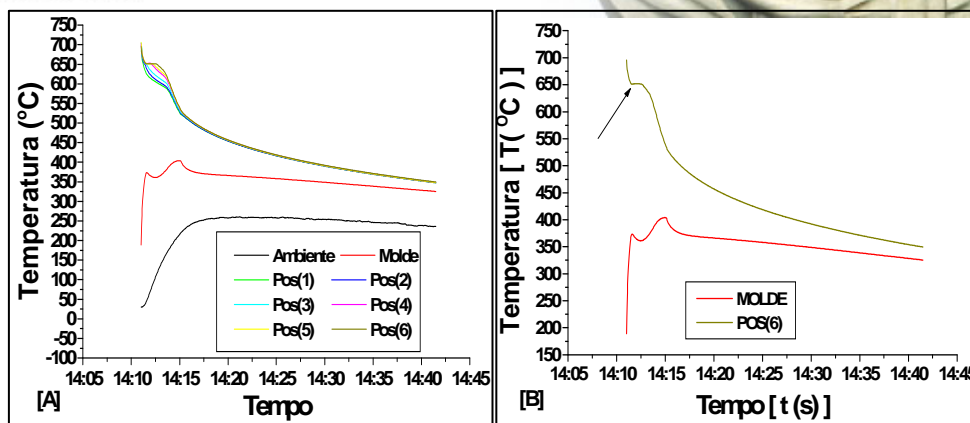 750
700
650
600
550
500
450
400
350
300
250
200
150
100
50
0
-50
-100
Temperatura (°C)
Ambiente Molde
Pos(1) Pos(2)
Pos(3) Pos(4)
Pos(5) Pos(6)
14:05 14:10 14:15 14:20 14:25 14:30 14:35 14:40 14:45
[A] Tempo
750
700
650
600
550
500
450
400
350
300
250
200
150
Temperatura [ T(°C) ]
MOLDE
POS(6)
14:05 14:10 14:15 14:20 14:25 14:30 14:35 14:40 14:45
[B] Tempo [ t (s) ]